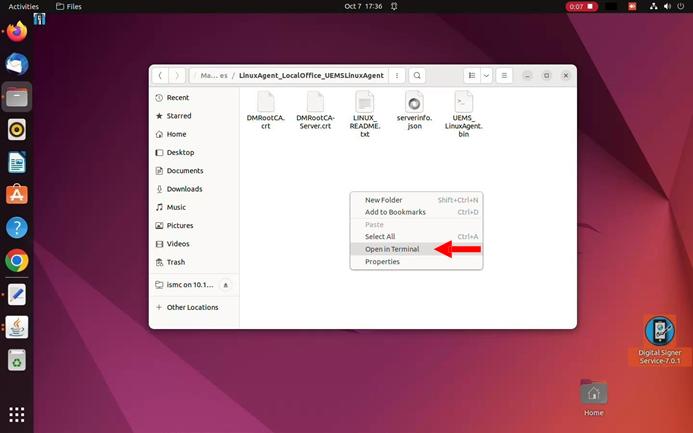 Activities
Files
Oct 7 17:36
0:07
Ma... es / LinuxAgent_LocalOffice_UEMSLinuxAgent
Recent
Starred
Home
Desktop
Documents
Downloads
Music
Pictures
Videos
Trash
ismc on 10.1...
Other Locations
DMRootCA.
crt
DMRootCA-
Server.crt
LINUX_
README.
txt
serverinfo.
json
UEMS_
LinuxAgent.
bin
New Folder Shift+Ctrl+N
Add to Bookmarks Ctrl+D
Paste
Select All Ctrl+A
Open in Terminal
Properties
Digital Signer
Service-7.0.1
Home